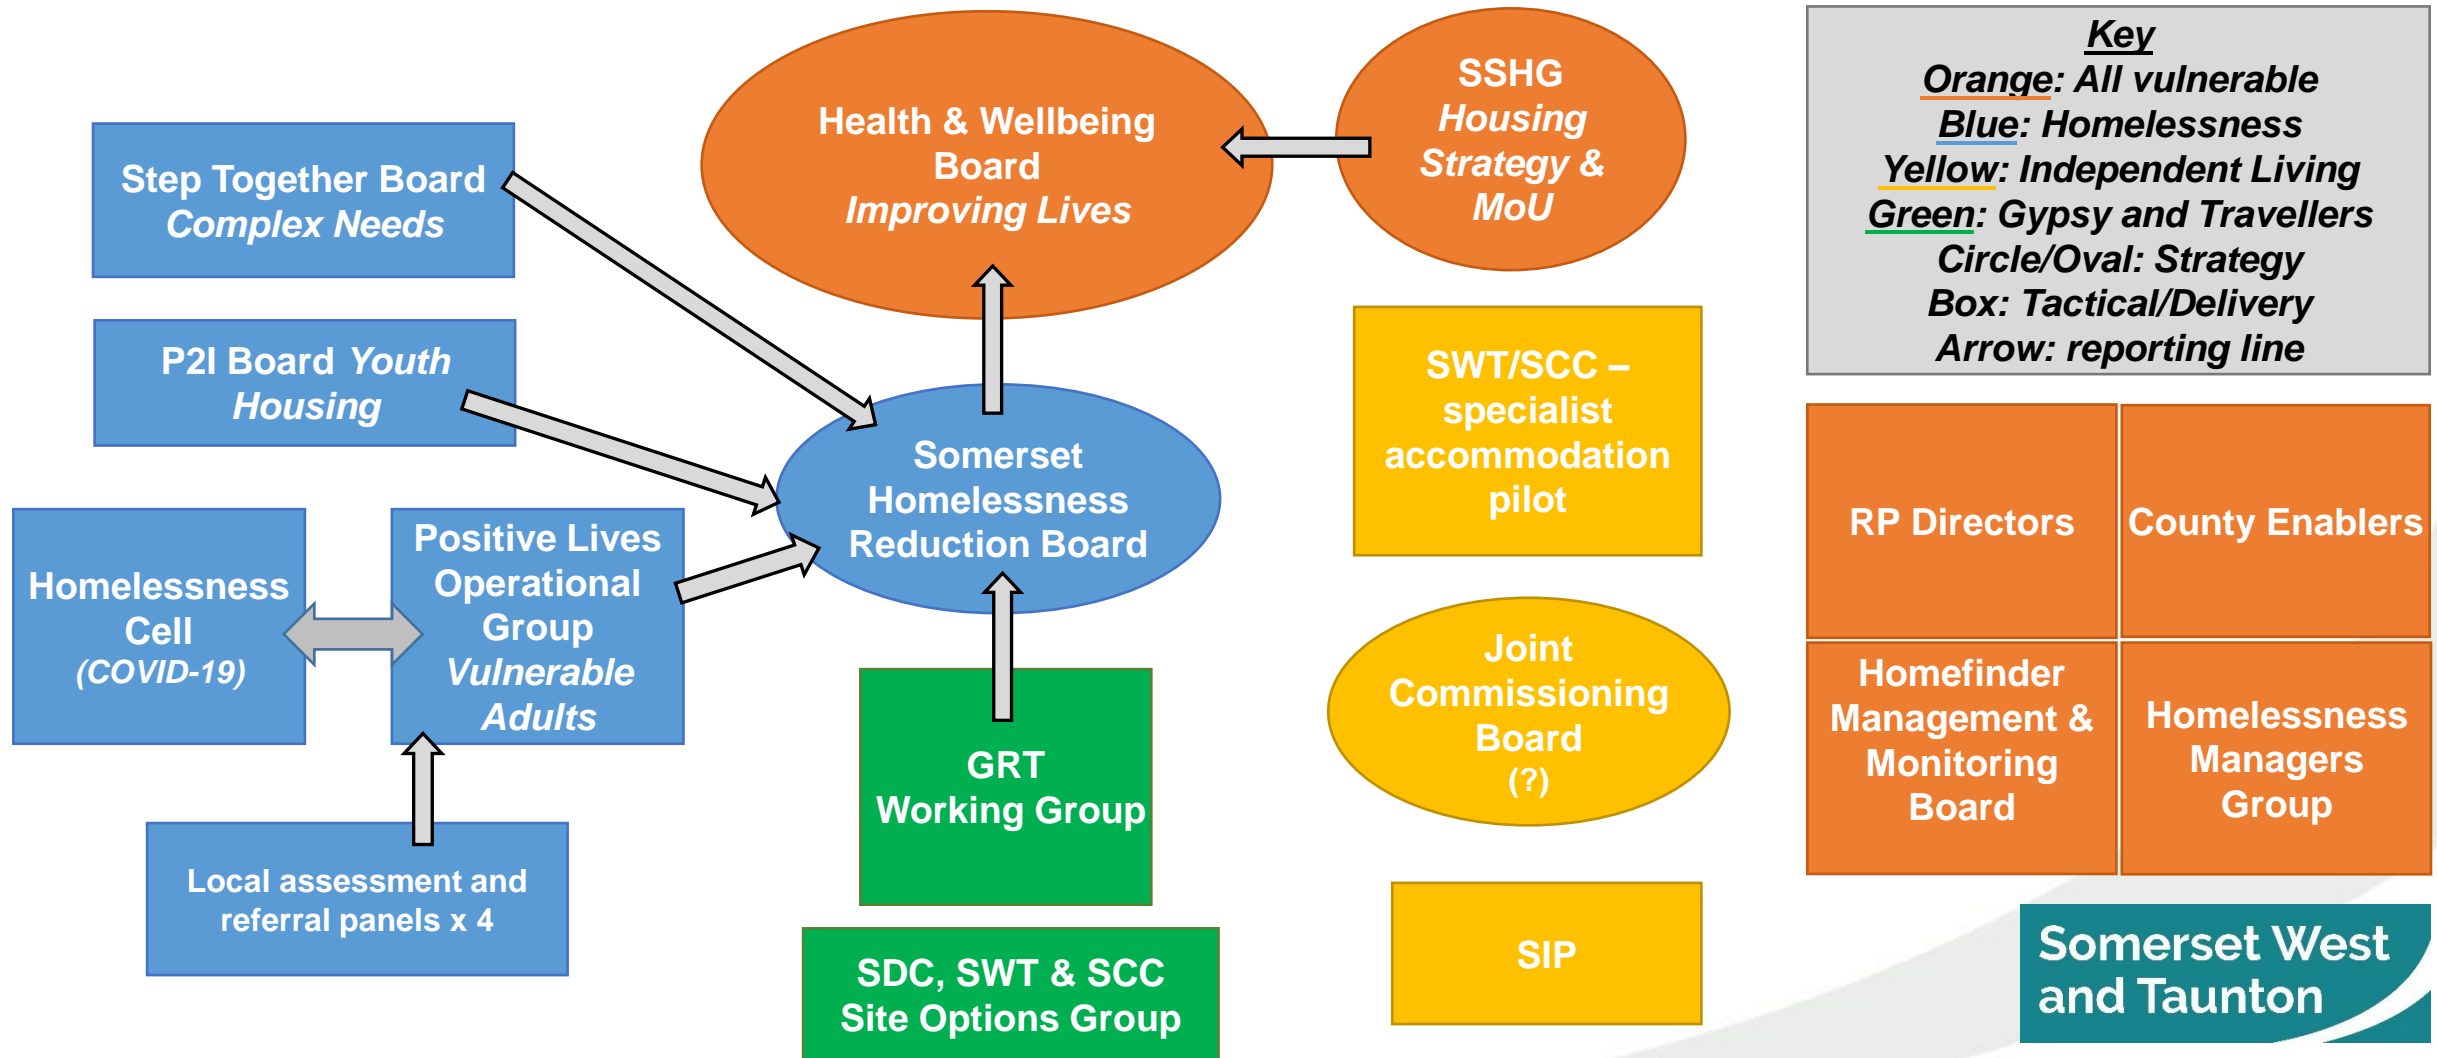 Step Together Board
Complex Needs
P2I Board Youth
Housing
Homelessness
Cell
(COVID-19)
Positive Lives
Operational
Group
Vulnerable
Adults
Local assessment and
referral panels x 4
Health & Wellbeing
Board
Improving Lives
Somerset
Homelessness
Reduction Board
GRT
Working Group
SDC, SWT & SCC
Site Options Group
SSHG
Housing
Strategy &
MoU
SWT/SCC –
specialist
accommodation
pilot
Joint
Commissioning
Board
(?)
SIP
Key
Orange: All vulnerable
Blue: Homelessness
Yellow: Independent Living
Green: Gypsy and Travellers
Circle/Oval: Strategy
Box: Tactical/Delivery
Arrow: reporting line
RP Directors
County Enablers
Homefinder
Management &
Monitoring
Board
Homelessness
Managers
Group
Somerset West
and Taunton